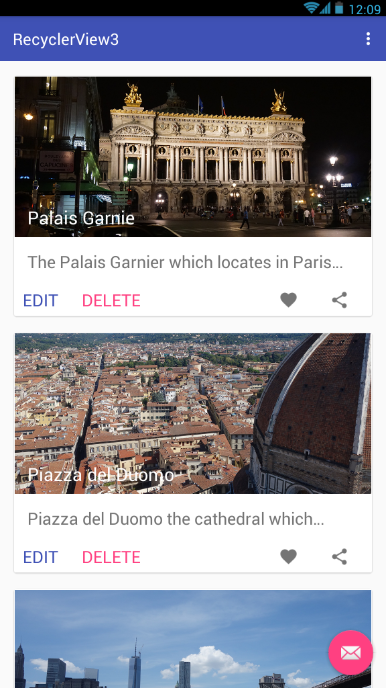 12:09
RecyclerView3
Palais Garnie
The Palais Garnier which locates in Paris...
EDIT DELETE
Piazza del Duomo
Piazza del Duomo the cathedral which...
EDIT DELETE